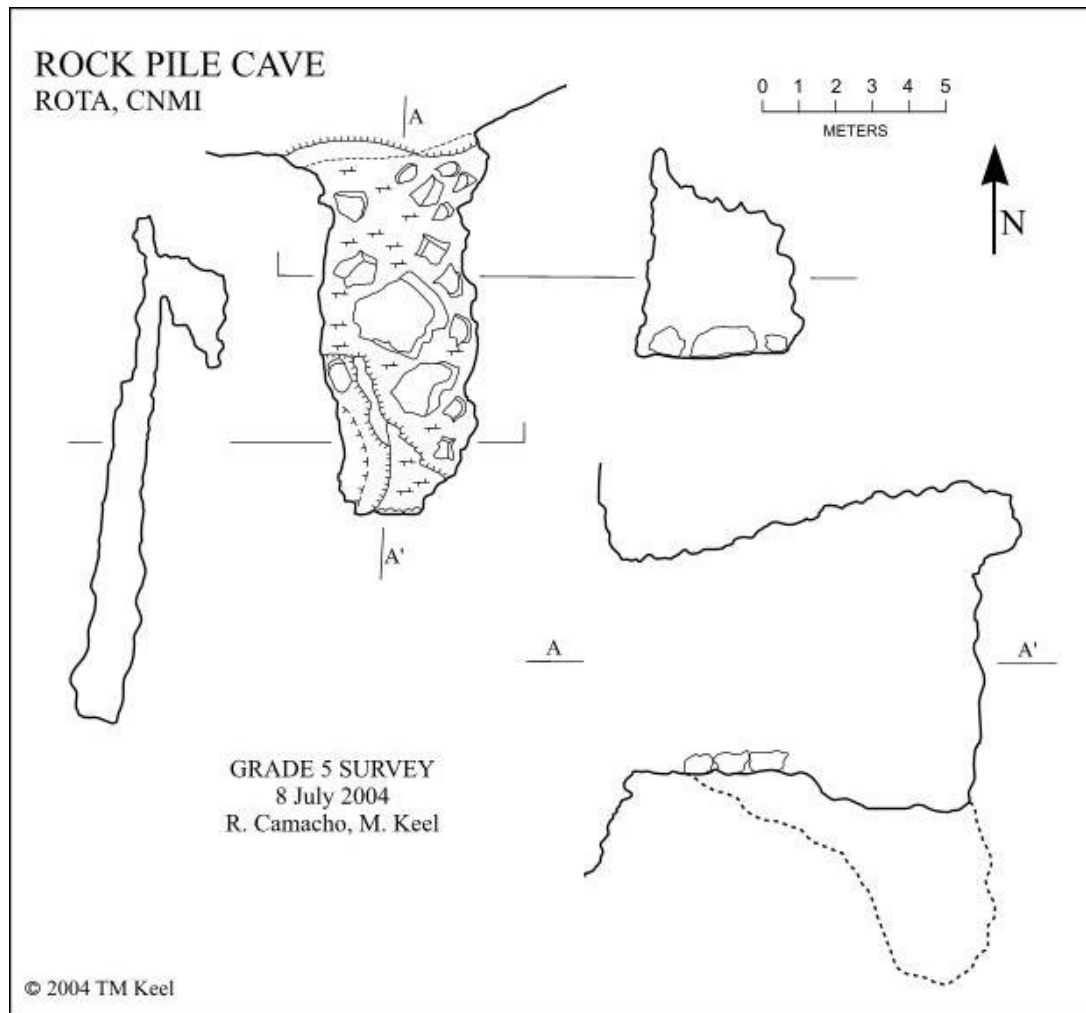 ROCK PILE CAVE
ROTA, CNMI
0 1 2 3 4 5
METERS
A
N
A'
A
A'
GRADE 5 SURVEY
8 July 2004
R. Camacho, M. Keel
© 2004 TM Keel